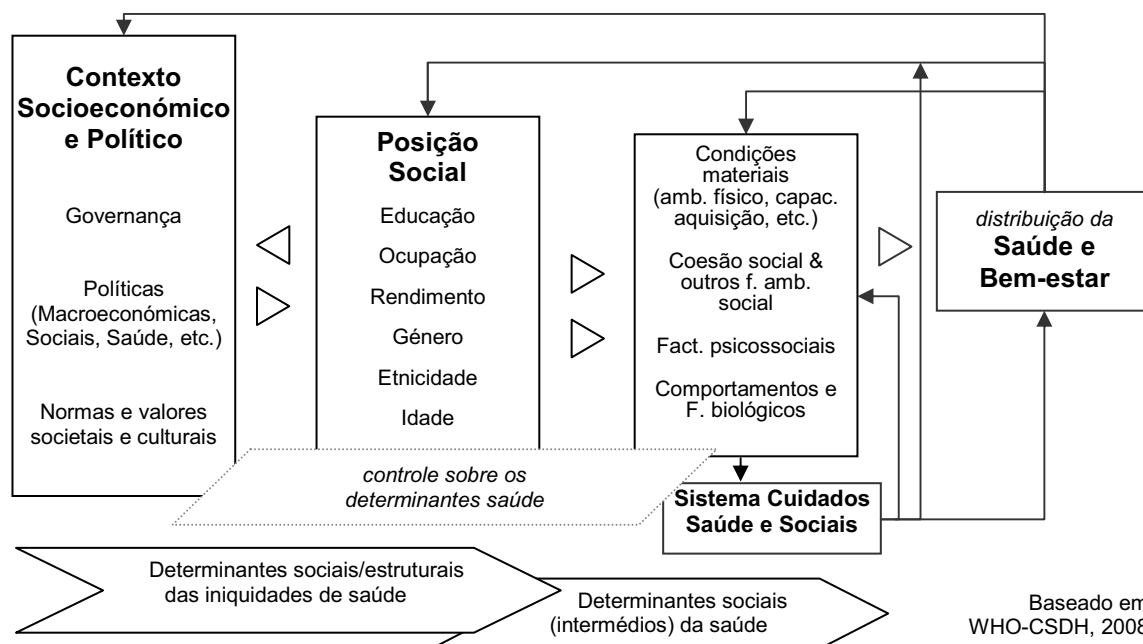 Contexto
Socioeconómico
e Político
Governança
Políticas
(Macroeconómicas,
Sociais, Saúde, etc.)
Normas e valores
societais e culturais
Posição
Social
Educação
Ocupação
Rendimento
Género
Etnicidade
Idade
Condições
materiais
(amb. físico, capac.
aquisição, etc.)
Coesão social &
outros f. amb.
social
Fact. psicossociais
Comportamentos e
F. biológicos
distribuição da
Saúde e
Bem-estar
controle sobre os
determinantes saúde
Sistema Cuidados
Saúde e Sociais
Determinantes sociais/estruturais
das iniquidades de saúde
Determinantes sociais
(intermédios) da saúde
Baseado em
WHO-CSDH, 2008